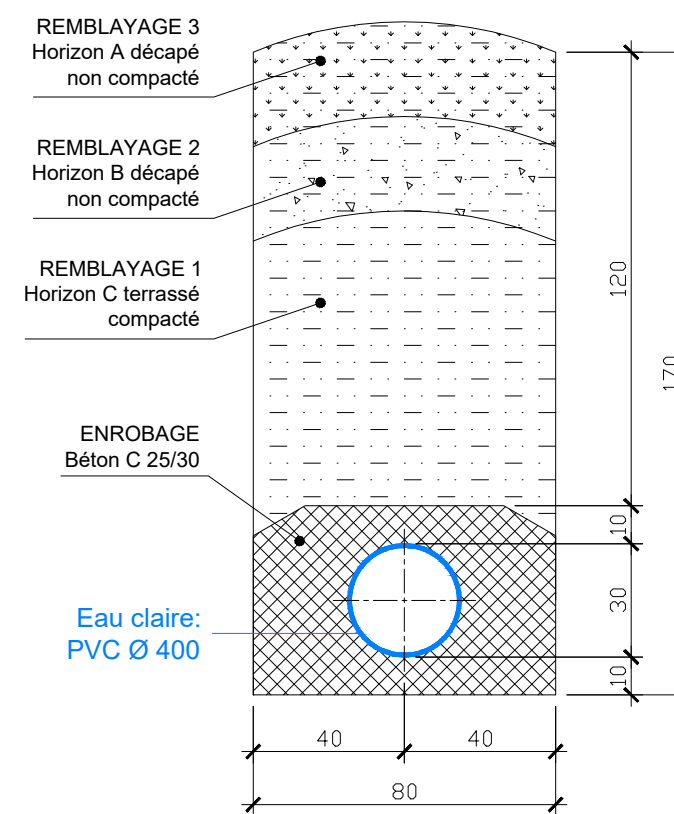 REMBLAYAGE 3
Horizon A décapé
non compacté
REMBLAYAGE 2
Horizon B décapé
non compacté
REMBLAYAGE 1
Horizon C terrassé
compacté
ENROBAGE
Béton C 25/30
Eau claire:
PVC Ø 400
120
170
10
30
10
40
40
80